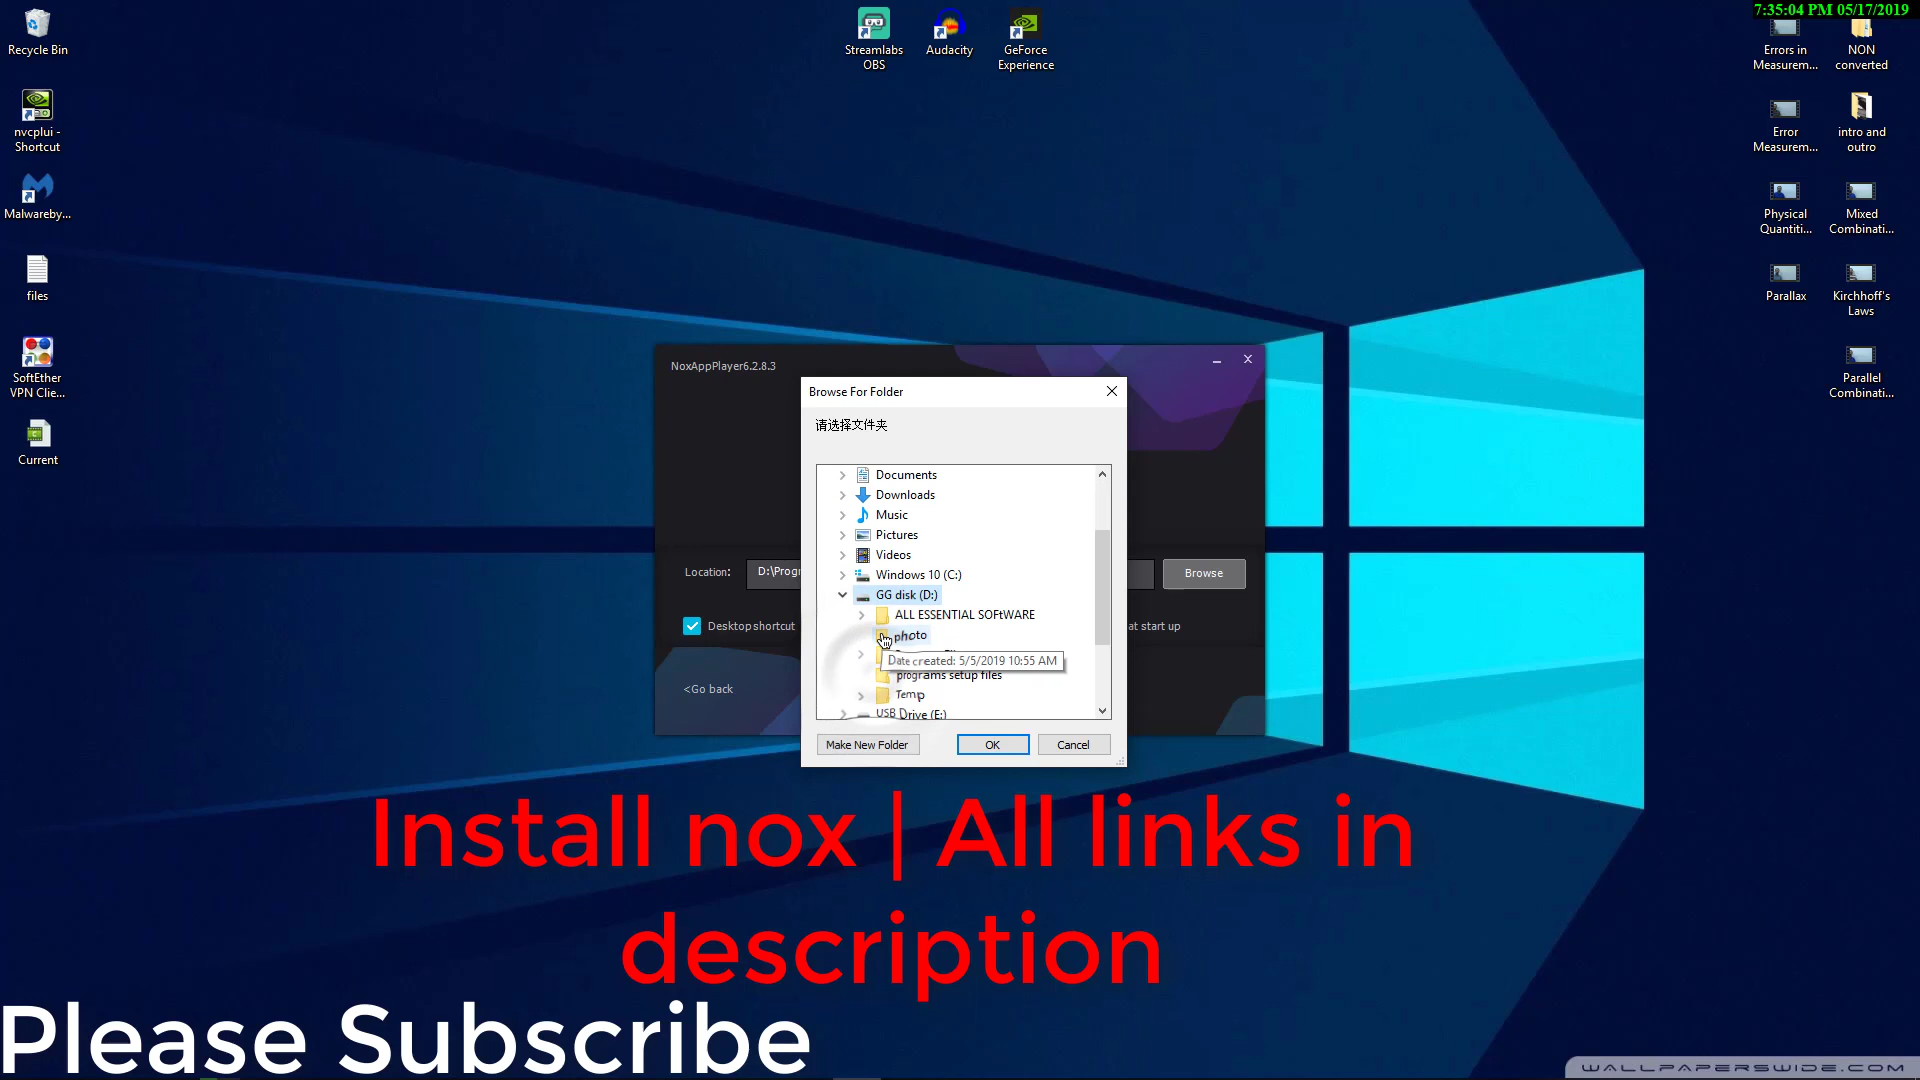 7:35:04 PM 05/17/2019
Recycle Bin
nvcplui -
Shortcut
Malwareby...
files
SoftEther
VPN Clie...
Current
Streamlabs
OBS
Audacity
GeForce
Experience
Errors in
Measurem...
NON
converted
Error
Measurem...
intro and
outro
Physical
Quantiti...
Mixed
Combinati...
Parallax
Kirchhoff's
Laws
Parallel
Combinati...
NoxAppPlayer6.2.8.3
Browse For Folder
请选择文件夹
Documents
Downloads
Music
Pictures
Videos
Windows 10 (C:)
GG disk (D:)
ALL ESSENTIAL SOFtWARE
photo
Date created: 5/5/2019 10:55 AM
programs setup files
Temp
USB Drive (E:)
Make New Folder
OK
Cancel
Location:
D:\Progr
Browse
Desktop shortcut
at start up
<Go back
Install nox | All links in
description
Please Subscribe
WALLPAPERSWIDE.COM